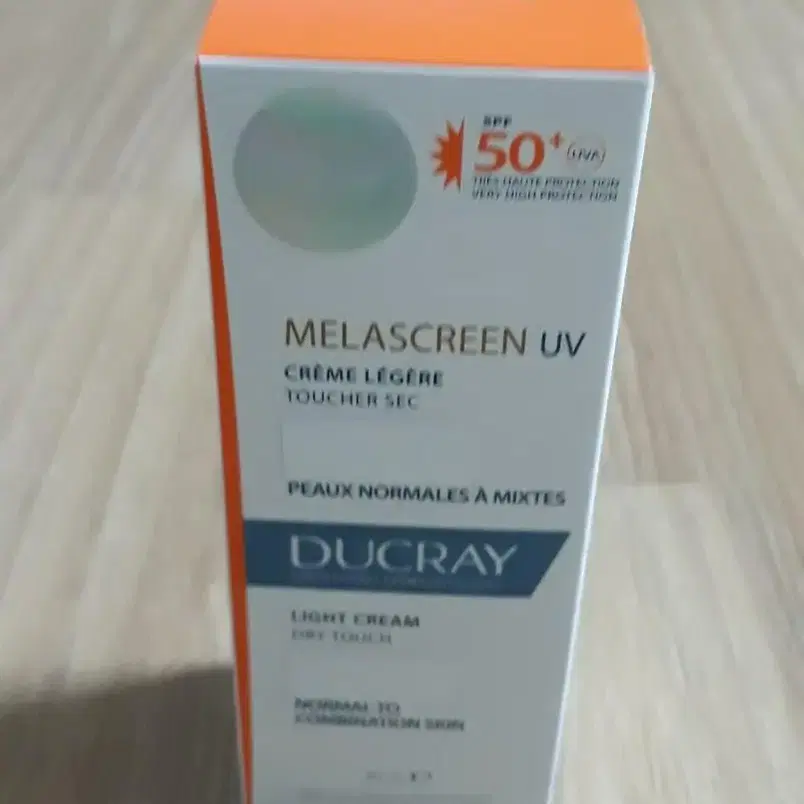 SPF
50+ UVA
TRÈS HAUTE PROTECTION
VERY HIGH PROTECTION
MELASCREEN UV
CRÈME LÉGÈRE
TOUCHER SEC
PEAUX NORMALES À MIXTES
DUCRAY
LIGHT CREAM
DRY TOUCH
NORMAL TO
COMBINATION SKIN